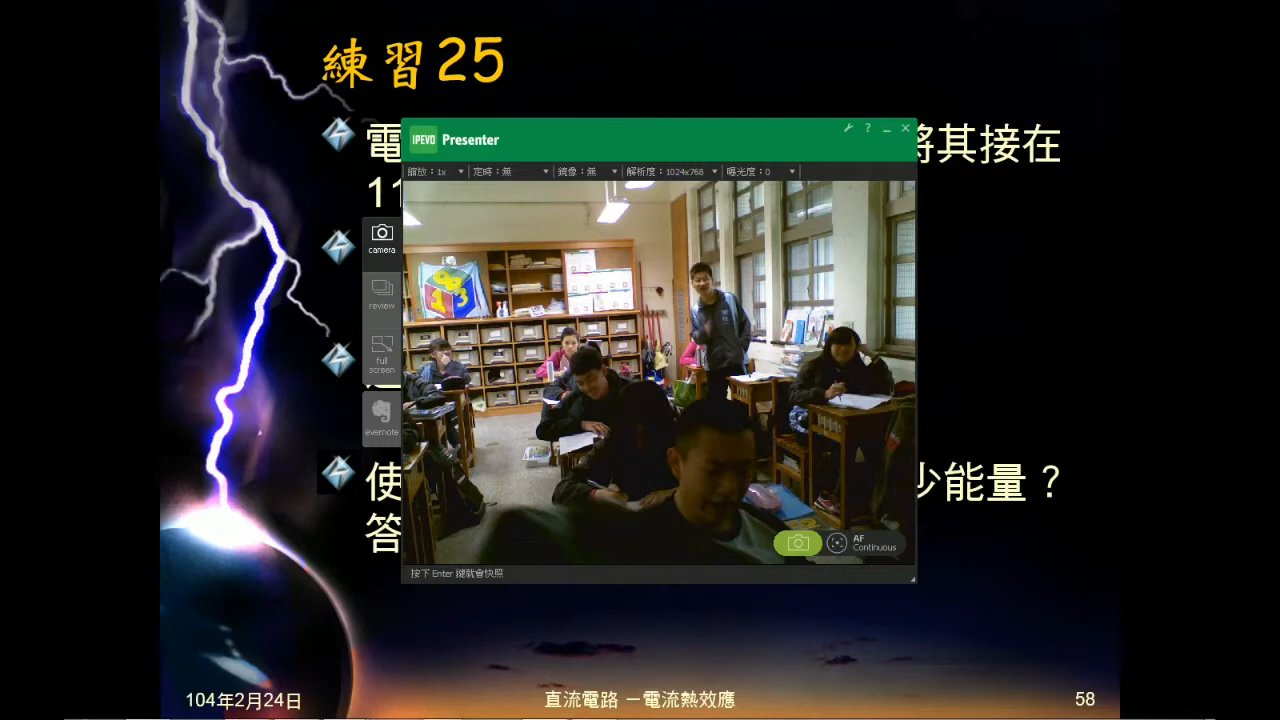 練習25
電
將其接在
11
IPEVO Presenter
縮放：1x 定時：無 鏡像：無 解析度：1024x768 曝光度：0
camera
review
full
screen
evernote
使
少能量？
答
AF
Continuous
按下 Enter 鍵就會快照
104年2月24日
直流電路 －電流熱效應
58